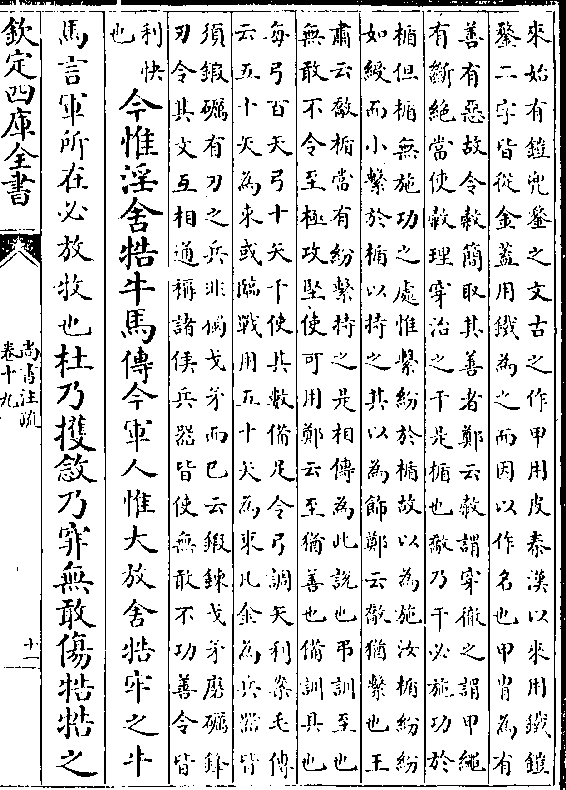 來始有鎧兜鍪之文古之作甲用皮秦漢以來用鐵鎧
鍪二字皆從金蓋用鐵為之而因以作名也甲冑為有
善有惡故令敹簡取其善者鄭云敹謂穿徹之謂甲繩
有斷絕當使敹理穿治之干是楯也敿乃干必施功於
楯但楯無施功之處惟繫紛於楯故以為施汝楯紛紛
如綬而小繫於楯以持之其以為飾鄭云敿猶繫也王
肅云敿楯當有紛繫持之是相傳為此說也弔訓至也
無敢不令至極攻堅使可用鄭云至猶善也備訓具也
每弓百矢弓十矢千使其數備足令弓調矢利案毛傳
云五十矢為束或臨戰用五十矢為束凡金為兵器皆
須鍛礪有刃之兵非獨戈矛而已云鍛鍊戈矛磨礪鋒
刃令其文互相通稱諸侯兵器皆使無敢不功善令皆
利快
也
今惟淫舍牿牛馬傳今軍人惟大放舍牿牢之牛
馬言軍所在必放牧也杜乃擭敜乃穽無敢傷牿牿之
欽定四庫全書
尚書注疏
卷十九
十一